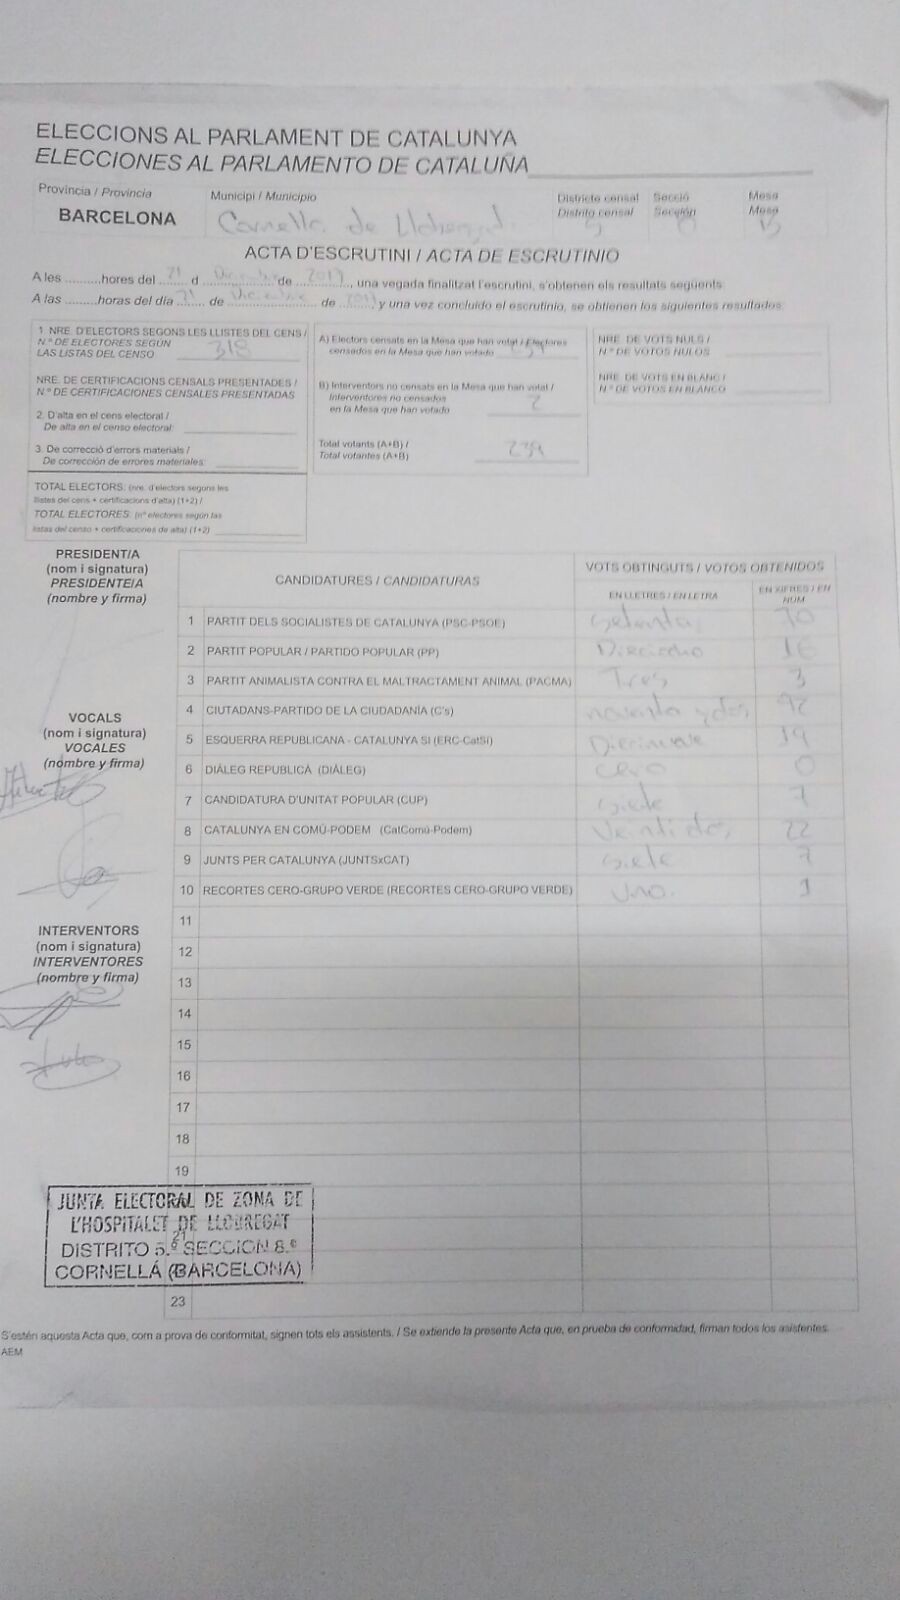 ELECCIONS AL PARLAMENT DE CATALUNYA
ELECCIONES AL PARLAMENTO DE CATALUÑA
Provincia / Provincia
BARCELONA
Municipi / Municipio
Cornella de
Districte censal
Distrito censal
5
Secció
Sección
Mesa
Mesa
B
ACTA D'ESCRUTINI / ACTA DE ESCRUTINIO
A les ..........hores del 21 d Diciembre de 2017, una vegada finalitzat l'escrutini, s'obtenen els resultats següents:
A las .........horas del día 21 de Diciembre de 2017 y una vez concluido el escrutinio, se obtienen los siguientes resultados:
1. NRE. D'ELECTORS SEGONS LES LLISTES DEL CENS /
N.º DE ELECTORES SEGÚN
LAS LISTAS DEL CENSO 318
NRE. DE CERTIFICACIONS CENSALS PRESENTADES /
N.º DE CERTIFICACIONES CENSALES PRESENTADAS
2. D'alta en el cens electoral /
De alta en el censo electoral:
3. De correcció d'errors materials /
De corrección de errores materiales:
TOTAL ELECTORS: (nre. d'electors segons les
llistes del cens + certificacions d'alta) (1+2) /
TOTAL ELECTORES: (nº electores según las
listas del censo + certificaciones de alta) (1+2)
A) Electors censats en la Mesa que han votat / Electores
censados en la Mesa que han votado
B) Interventors no censats en la Mesa que han votat /
Interventores no censados
en la Mesa que han votado 2
Total votants (A+B) /
Total votantes (A+B) 239
NRE. DE VOTS NULS /
N.º DE VOTOS NULOS
NRE. DE VOTS EN BLANC /
N.º DE VOTOS EN BLANCO
PRESIDENT/A
(nom i signatura)
PRESIDENTE/A
(nombre y firma)
VOCALS
(nom i signatura)
VOCALES
(nombre y firma)
INTERVENTORS
(nom i signatura)
INTERVENTORES
(nombre y firma)
CANDIDATURES / CANDIDATURAS
VOTS OBTINGUTS / VOTOS OBTENIDOS
EN LLETRES / EN LETRA
EN XIFRES / EN
NUM
1 PARTIT DELS SOCIALISTES DE CATALUNYA (PSC-PSOE) setenta 70
2 PARTIT POPULAR / PARTIDO POPULAR (PP) Dieciocho
3 PARTIT ANIMALISTA CONTRA EL MALTRACTAMENT ANIMAL (PACMA) Tres 3
4 CIUTADANS-PARTIDO DE LA CIUDADANÍA (C's) noventa y dos 92
5 ESQUERRA REPUBLICANA - CATALUNYA SI (ERC-CatSí) Diecinueve 19
6 DIÀLEG REPUBLICÀ (DIÀLEG) cero 0
7 CANDIDATURA D'UNITAT POPULAR (CUP) siete 7
8 CATALUNYA EN COMÚ-PODEM (CatComú-Podem) Veintidos 22
9 JUNTS PER CATALUNYA (JUNTSxCAT) siete 7
10 RECORTES CERO-GRUPO VERDE (RECORTES CERO-GRUPO VERDE) Uno. 1
11
12
13
14
15
16
17
18
19
21
23
JUNTA ELECTORAL DE ZONA DE
L'HOSPITALET DE LLOBREGAT
DISTRITO 5.º SECCION 8.ª
CORNELLÁ (BARCELONA)
S'estén aquesta Acta que, com a prova de conformitat, signen tots els assistents. / Se extiende la presente Acta que, en prueba de conformidad, firman todos los asistentes.
AEM